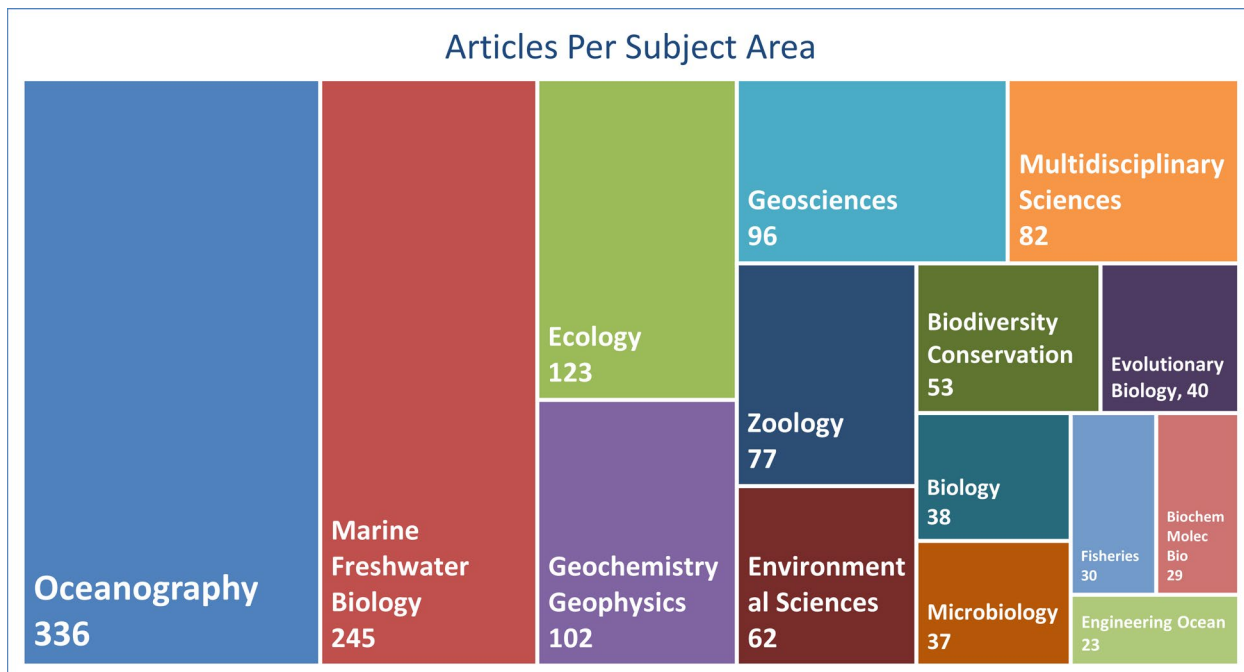 Articles Per Subject Area
Oceanography
336
Marine
Freshwater
Biology
245
Ecology
123
Geochemistry
Geophysics
102
Geosciences
96
Multidisciplinary
Sciences
82
Zoology
77
Environment
al Sciences
62
Biodiversity
Conservation
53
Evolutionary
Biology, 40
Biology
38
Microbiology
37
Fisheries
30
Biochem
Molec
Bio
29
Engineering Ocean
23